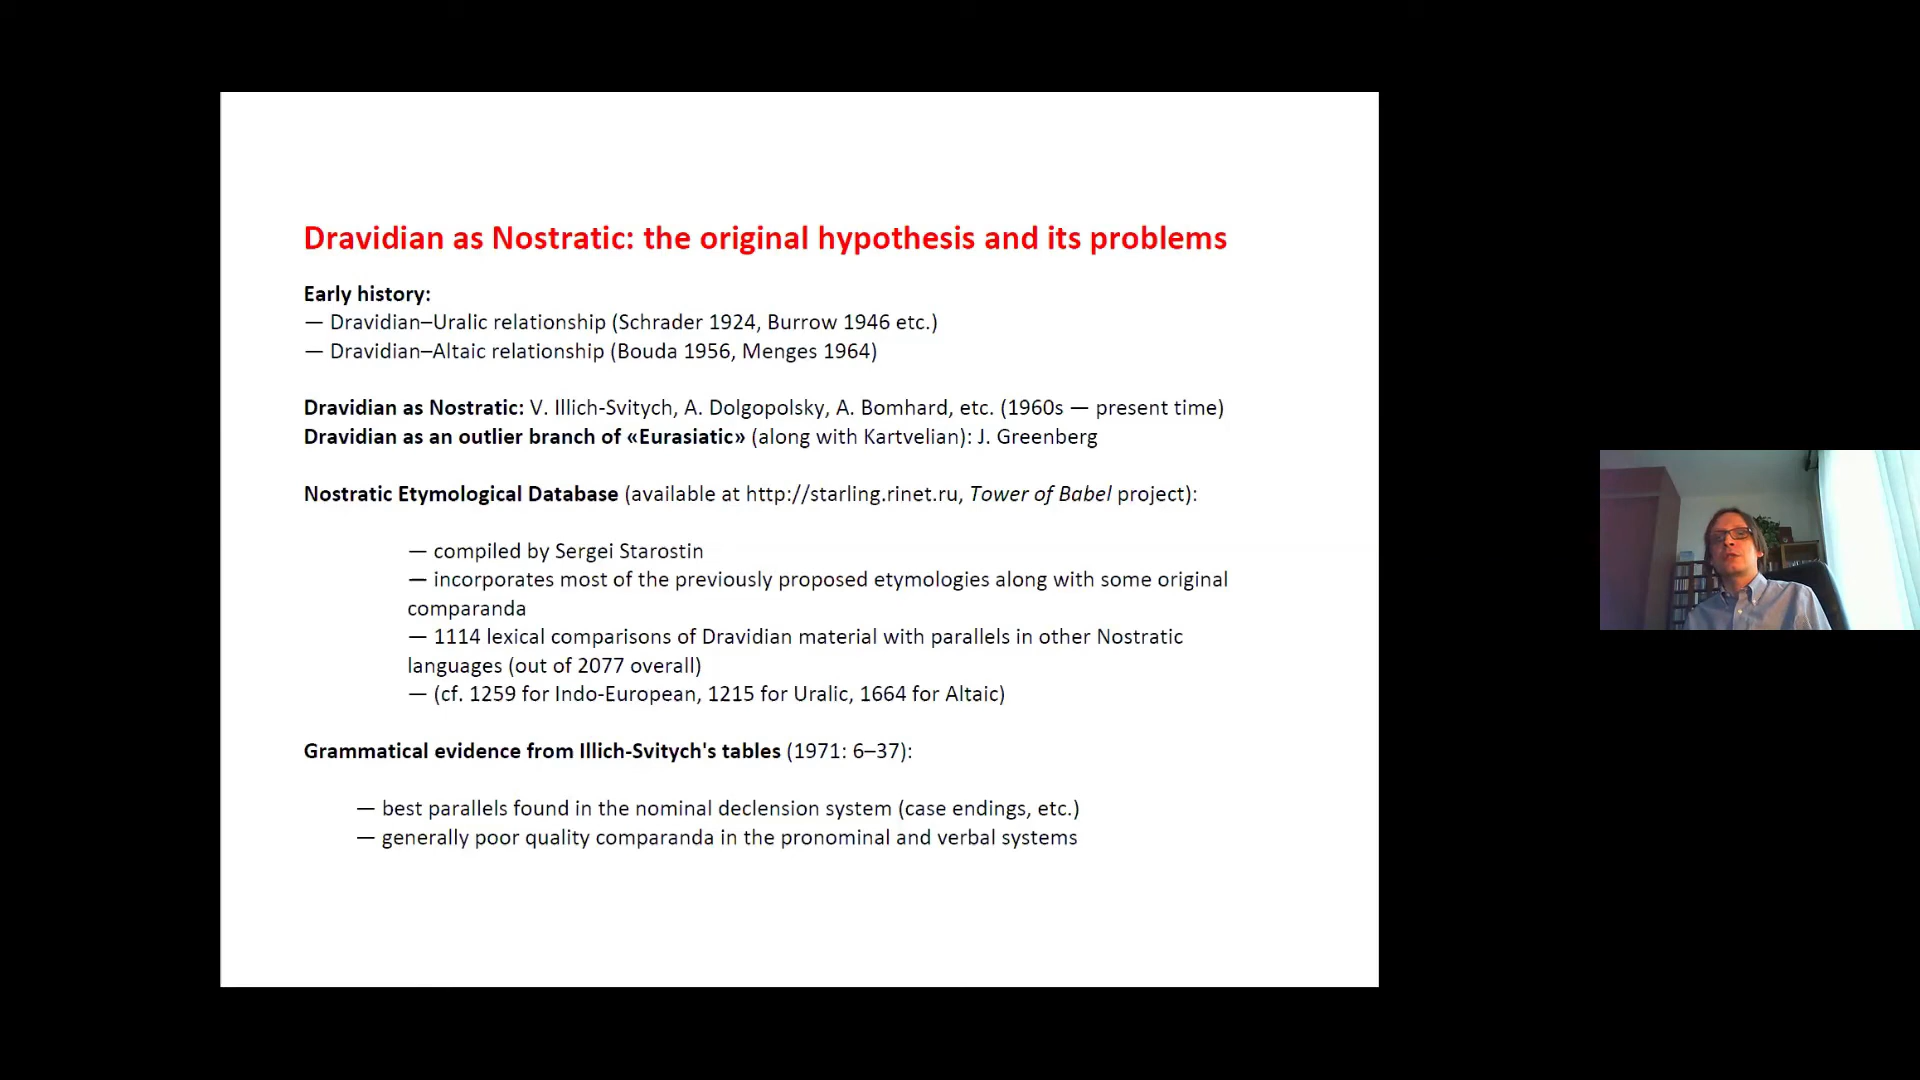 Dravidian as Nostratic: the original hypothesis and its problems
Early history:
— Dravidian–Uralic relationship (Schrader 1924, Burrow 1946 etc.)
— Dravidian–Altaic relationship (Bouda 1956, Menges 1964)
Dravidian as Nostratic: V. Illich-Svitych, A. Dolgopolsky, A. Bomhard, etc. (1960s — present time)
Dravidian as an outlier branch of «Eurasiatic» (along with Kartvelian): J. Greenberg
Nostratic Etymological Database (available at http://starling.rinet.ru, Tower of Babel project):
— compiled by Sergei Starostin
— incorporates most of the previously proposed etymologies along with some original
comparanda
— 1114 lexical comparisons of Dravidian material with parallels in other Nostratic
languages (out of 2077 overall)
— (cf. 1259 for Indo-European, 1215 for Uralic, 1664 for Altaic)
Grammatical evidence from Illich-Svitych's tables (1971: 6–37):
— best parallels found in the nominal declension system (case endings, etc.)
— generally poor quality comparanda in the pronominal and verbal systems